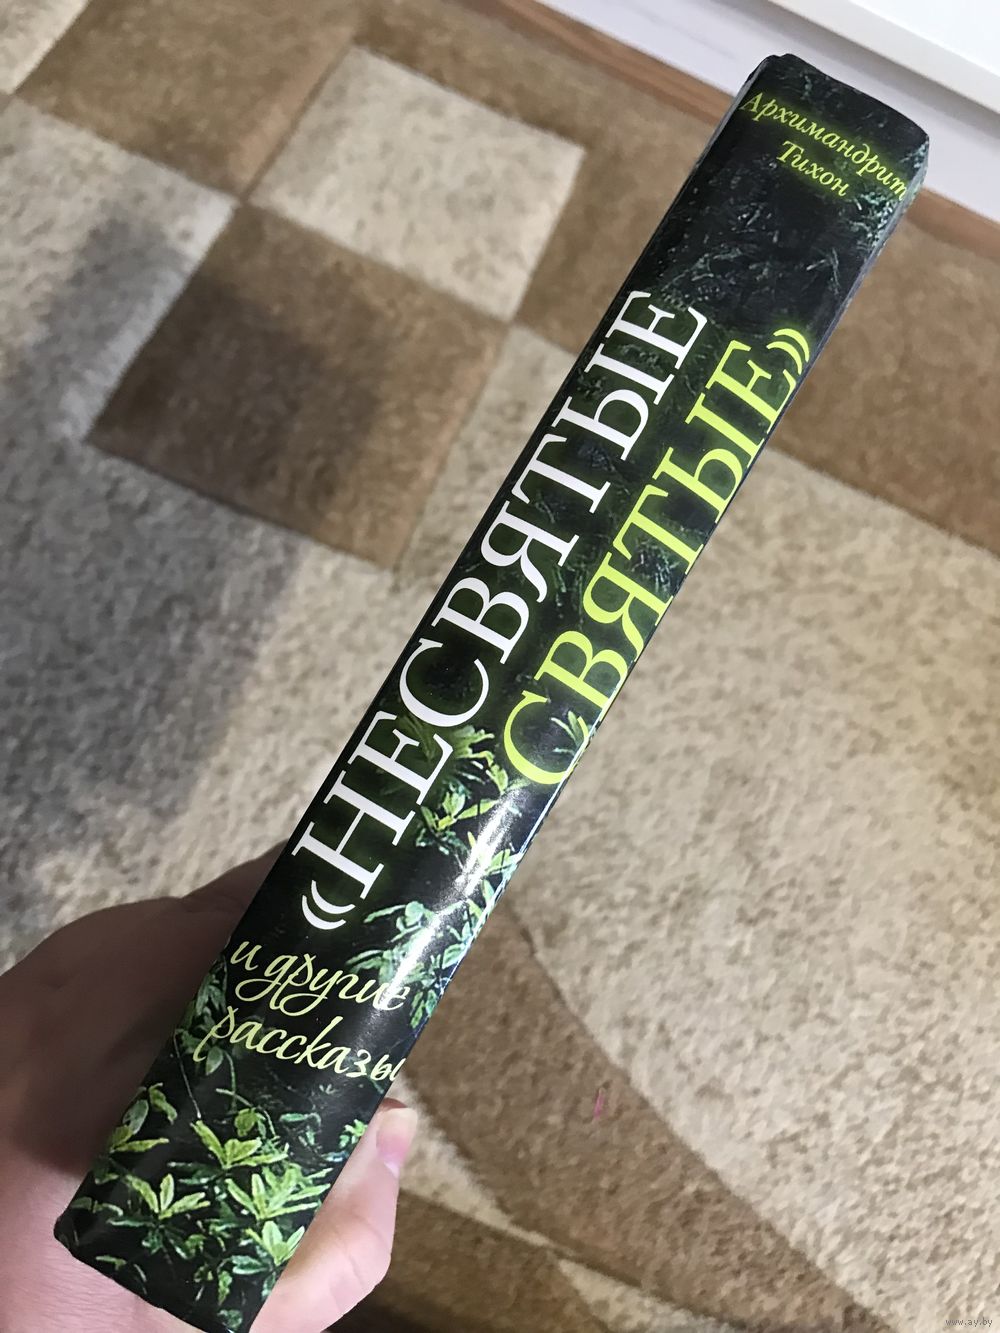 Архимандрит
Тихон
«НЕСВЯТЫЕ
СВЯТЫЕ»
и другие
рассказы
www.ay.by